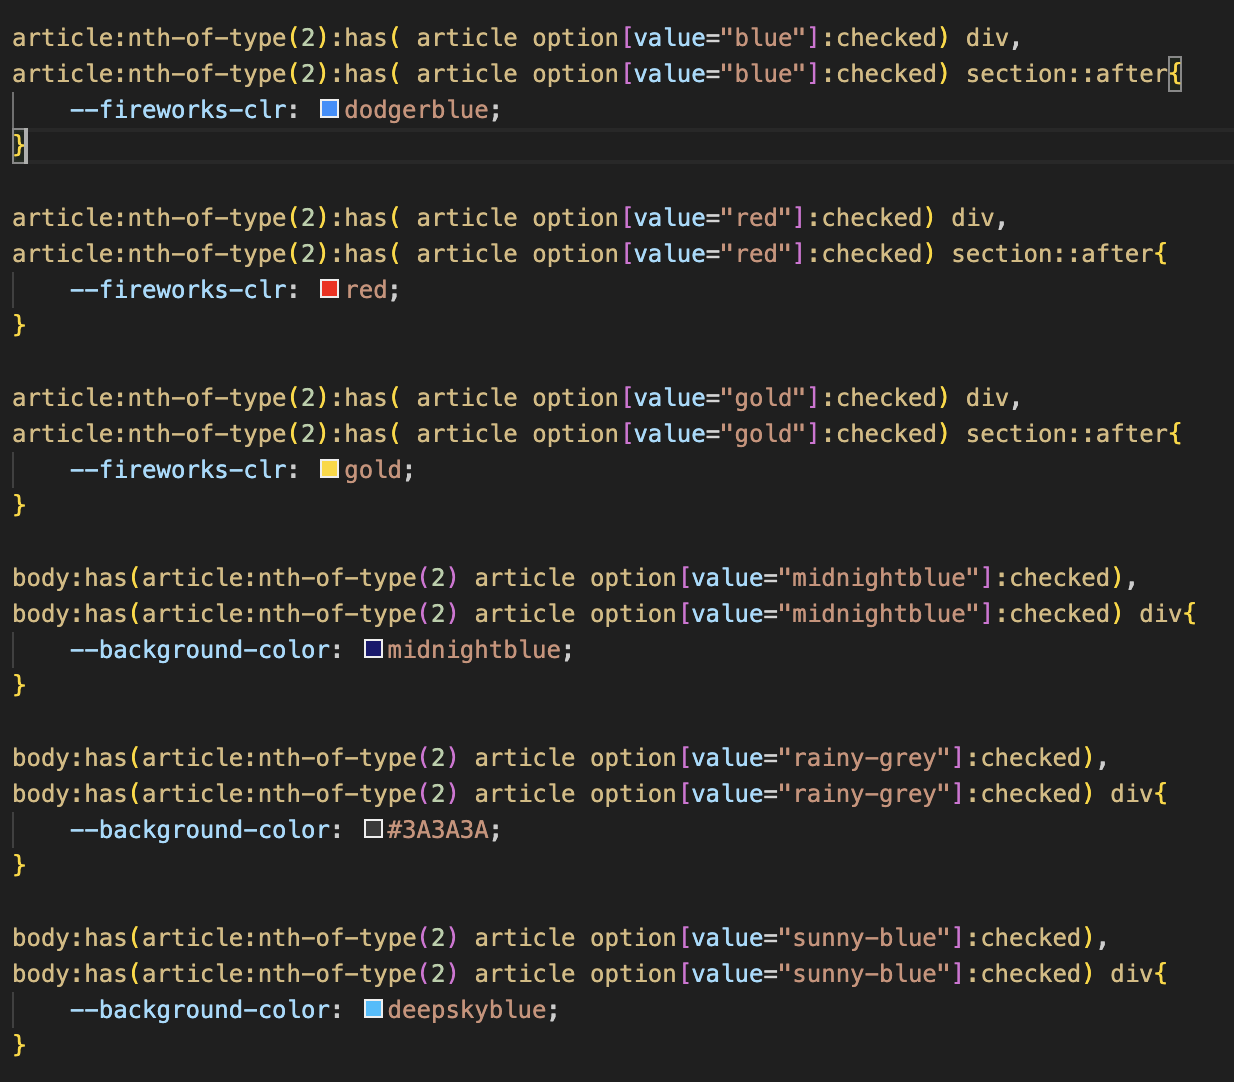 article:nth-of-type(2):has( article option[value="blue"]:checked) div,
article:nth-of-type(2):has( article option[value="blue"]:checked) section::after{
    --fireworks-clr: dodgerblue;
}
article:nth-of-type(2):has( article option[value="red"]:checked) div,
article:nth-of-type(2):has( article option[value="red"]:checked) section::after{
    --fireworks-clr: red;
}
article:nth-of-type(2):has( article option[value="gold"]:checked) div,
article:nth-of-type(2):has( article option[value="gold"]:checked) section::after{
    --fireworks-clr: gold;
}
body:has(article:nth-of-type(2) article option[value="midnightblue"]:checked),
body:has(article:nth-of-type(2) article option[value="midnightblue"]:checked) div{
    --background-color: midnightblue;
}
body:has(article:nth-of-type(2) article option[value="rainy-grey"]:checked),
body:has(article:nth-of-type(2) article option[value="rainy-grey"]:checked) div{
    --background-color: #3A3A3A;
}
body:has(article:nth-of-type(2) article option[value="sunny-blue"]:checked),
body:has(article:nth-of-type(2) article option[value="sunny-blue"]:checked) div{
    --background-color: deepskyblue;
}